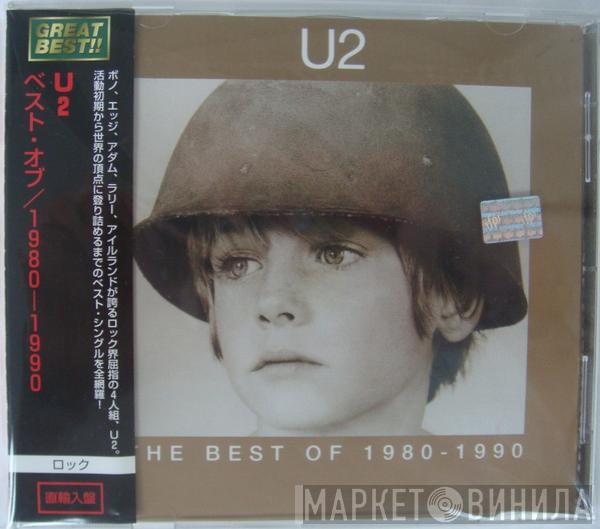 GREAT
BEST!!
U2
ベスト・オブ/1980—1990
ボノ、エッジ、アダム、ラリー、アイルランドが誇るロック界屈指の4人組、U2。
活動初期から世界の頂点に登り詰めるまでのベスト・シングルを全網羅!
ロック
直輸入盤
U2
THE BEST OF 1980-1990
МАРКЕТ ВИНИЛА